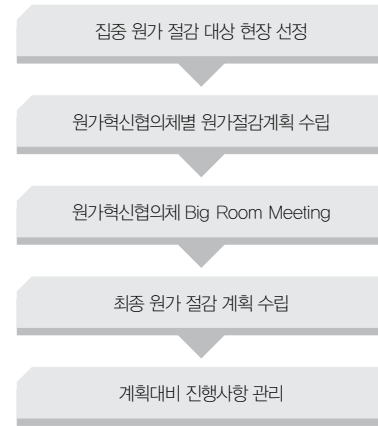 집중 원가 절감 대상 현장 선정
원가혁신협의체별 원가절감계획 수립
원가혁신협의체 Big Room Meeting
최종 원가 절감 계획 수립
계획대비 진행사항 관리